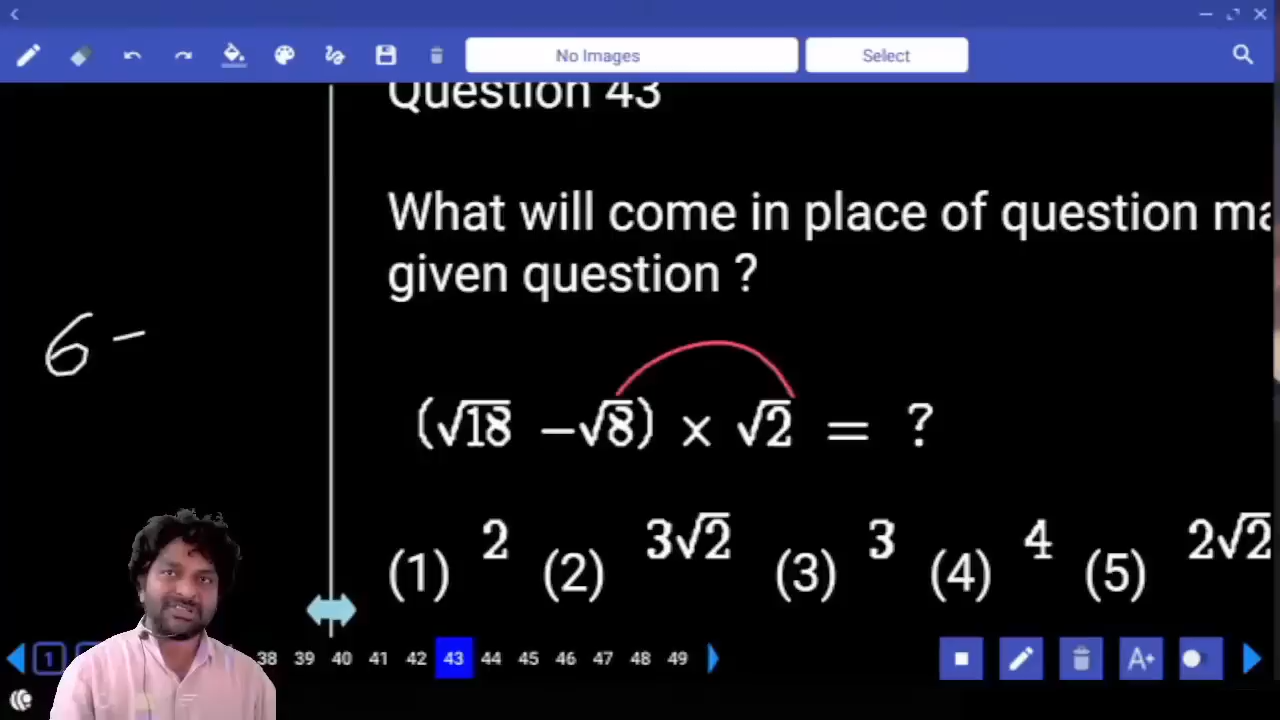 No Images Select
Question 43
What will come in place of question ma
given question ?
6 -
(√18 -√8) × √2 = ?
(1) 2 (2) 3√2 (3) 3 (4) 4 (5) 2√2
1 38 39 40 41 42 43 44 45 46 47 48 49 A+